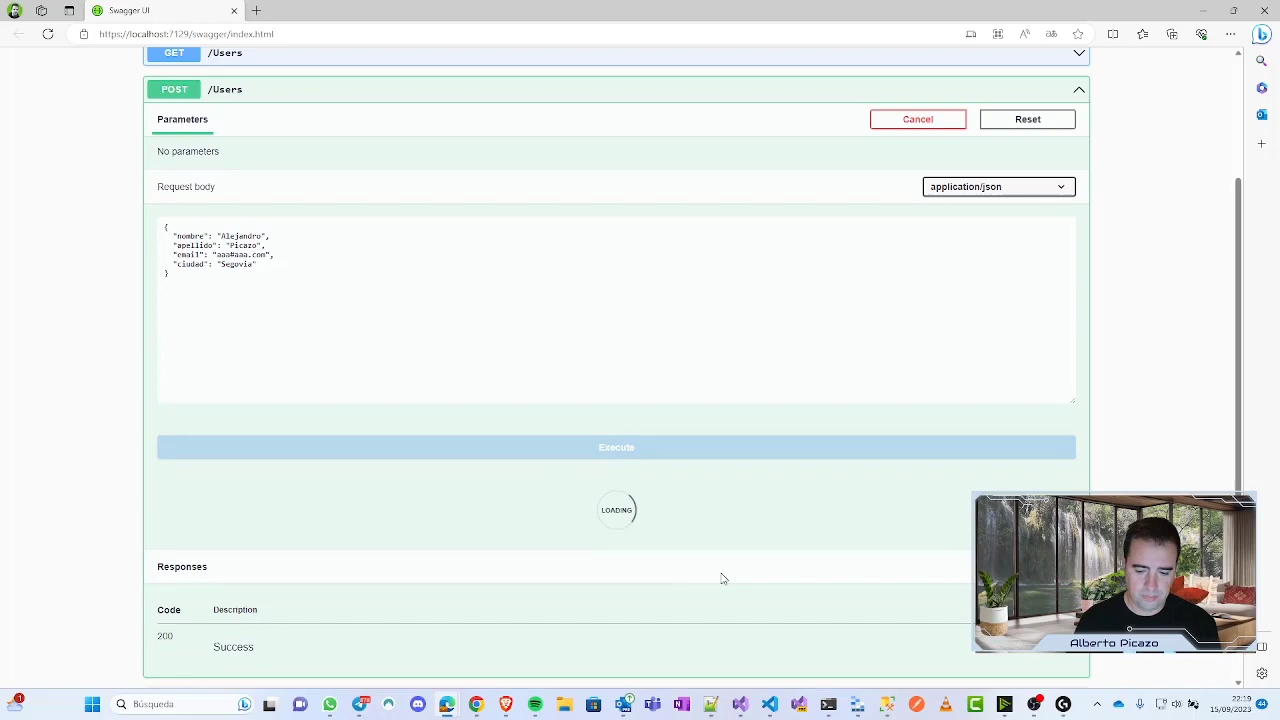 Swagger UI
https://localhost:7129/swagger/index.html
GET /Users
POST /Users
Parameters
Cancel
Reset
No parameters
Request body
application/json
{
"nombre": "Alejandro",
"apellido": "Picazo",
"email": "aaa#aaa.com",
"ciudad": "Segovia"
}
Execute
LOADING
Responses
Code Description
200
Success
Alberto Picazo
Búsqueda
22:19
15/09/2023